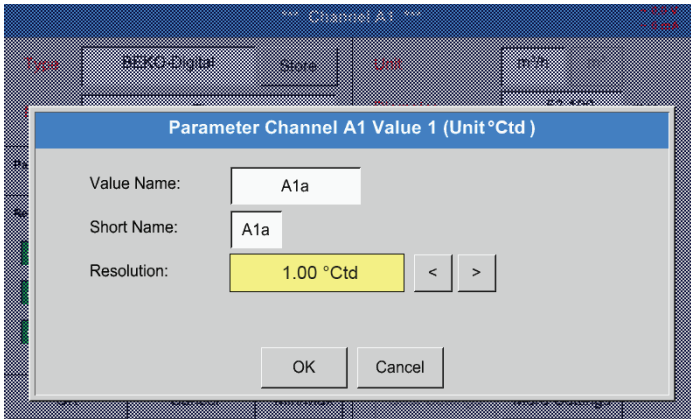 *** Channel A1 ***
Type BEKO-Digital Store Unit m³/h m³
Parameter Channel A1 Value 1 (Unit °Ctd )
Value Name: A1a
Short Name: A1a
Resolution: 1.00 °Ctd < >
OK Cancel